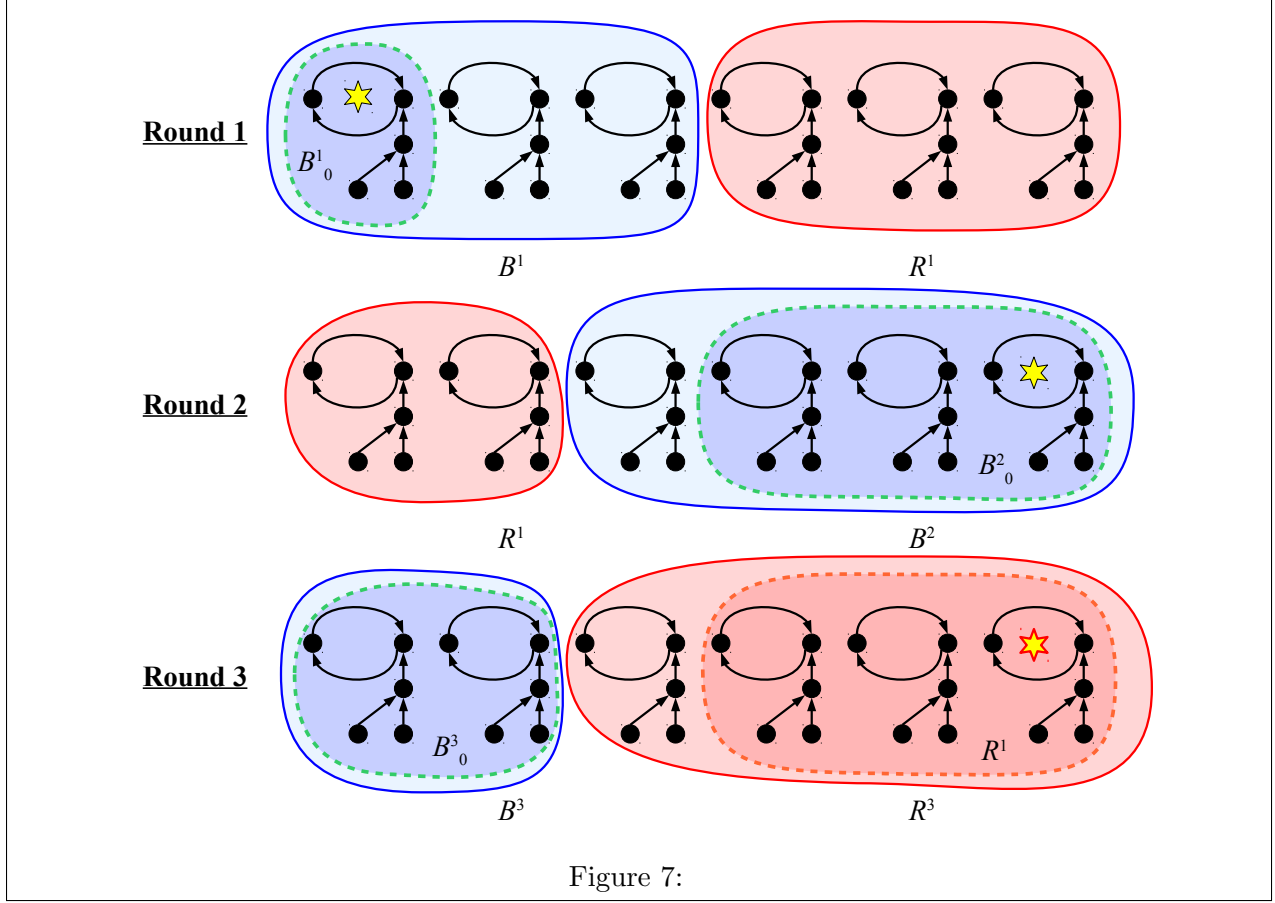 Round 1
B¹₀
B¹ R¹
Round 2
B²₀
R¹ B²
Round 3
B³₀ R¹
B³ R³
Figure 7: